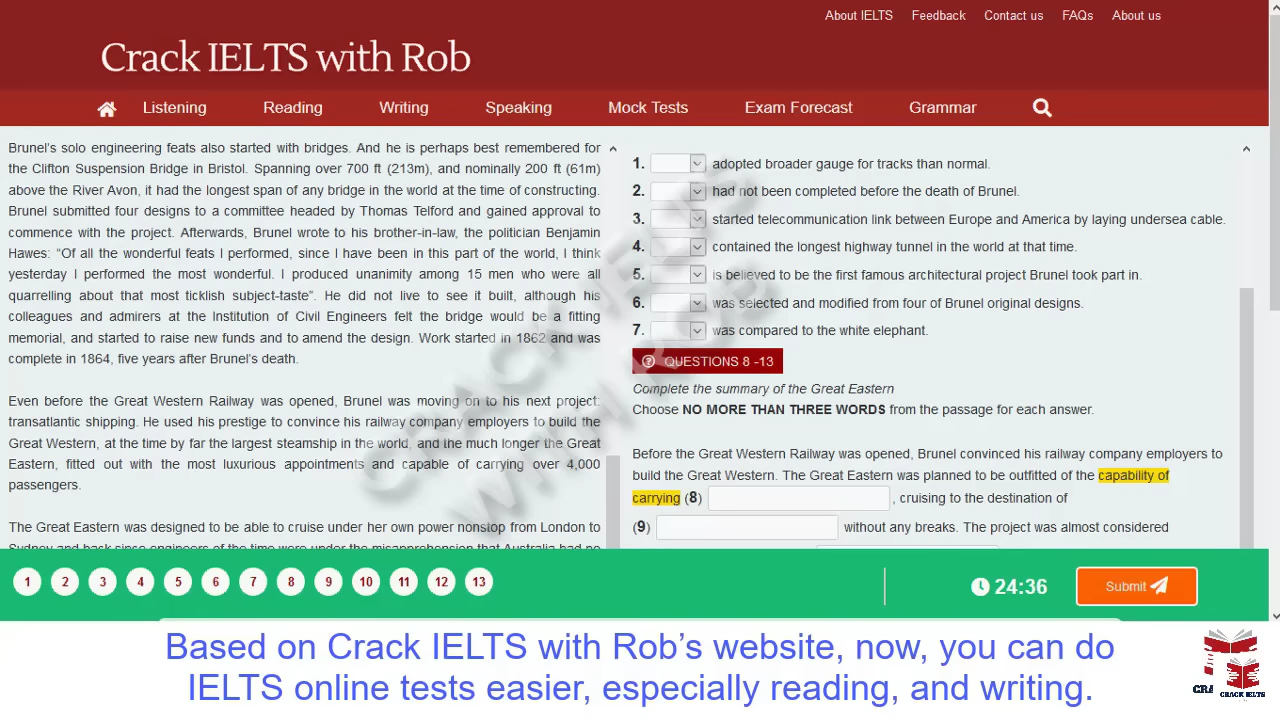 About IELTS Feedback Contact us FAQs About us
Crack IELTS with Rob
Listening Reading Writing Speaking Mock Tests Exam Forecast Grammar
Brunel's solo engineering feats also started with bridges. And he is perhaps best remembered for
the Clifton Suspension Bridge in Bristol. Spanning over 700 ft (213m), and nominally 200 ft (61m)
above the River Avon, it had the longest span of any bridge in the world at the time of constructing.
Brunel submitted four designs to a committee headed by Thomas Telford and gained approval to
commence with the project. Afterwards, Brunel wrote to his brother-in-law, the politician Benjamin
Hawes: “Of all the wonderful feats I performed, since I have been in this part of the world, I think
yesterday I performed the most wonderful. I produced unanimity among 15 men who were all
quarrelling about that most ticklish subject-taste”. He did not live to see it built, although his
colleagues and admirers at the Institution of Civil Engineers felt the bridge would be a fitting
memorial, and started to raise new funds and to amend the design. Work started in 1862 and was
complete in 1864, five years after Brunel's death.
Even before the Great Western Railway was opened, Brunel was moving on to his next project:
transatlantic shipping. He used his prestige to convince his railway company employers to build the
Great Western, at the time by far the largest steamship in the world, and the much longer the Great
Eastern, fitted out with the most luxurious appointments and capable of carrying over 4,000
passengers.
The Great Eastern was designed to be able to cruise under her own power nonstop from London to
Sydney and back since engineers of the time were under the misapprehension that Australia had no
1. adopted broader gauge for tracks than normal.
2. had not been completed before the death of Brunel.
3. started telecommunication link between Europe and America by laying undersea cable.
4. contained the longest highway tunnel in the world at that time.
5. is believed to be the first famous architectural project Brunel took part in.
6. was selected and modified from four of Brunel original designs.
7. was compared to the white elephant.
QUESTIONS 8 -13
Complete the summary of the Great Eastern
Choose NO MORE THAN THREE WORDS from the passage for each answer.
Before the Great Western Railway was opened, Brunel convinced his railway company employers to
build the Great Western. The Great Eastern was planned to be outfitted of the capability of
carrying (8) , cruising to the destination of
(9) without any breaks. The project was almost considered
CRACK IELTS
WITH ROB
1 2 3 4 5 6 7 8 9 10 11 12 13
24:36 Submit
Based on Crack IELTS with Rob's website, now, you can do
IELTS online tests easier, especially reading, and writing.
CRACK IELTS